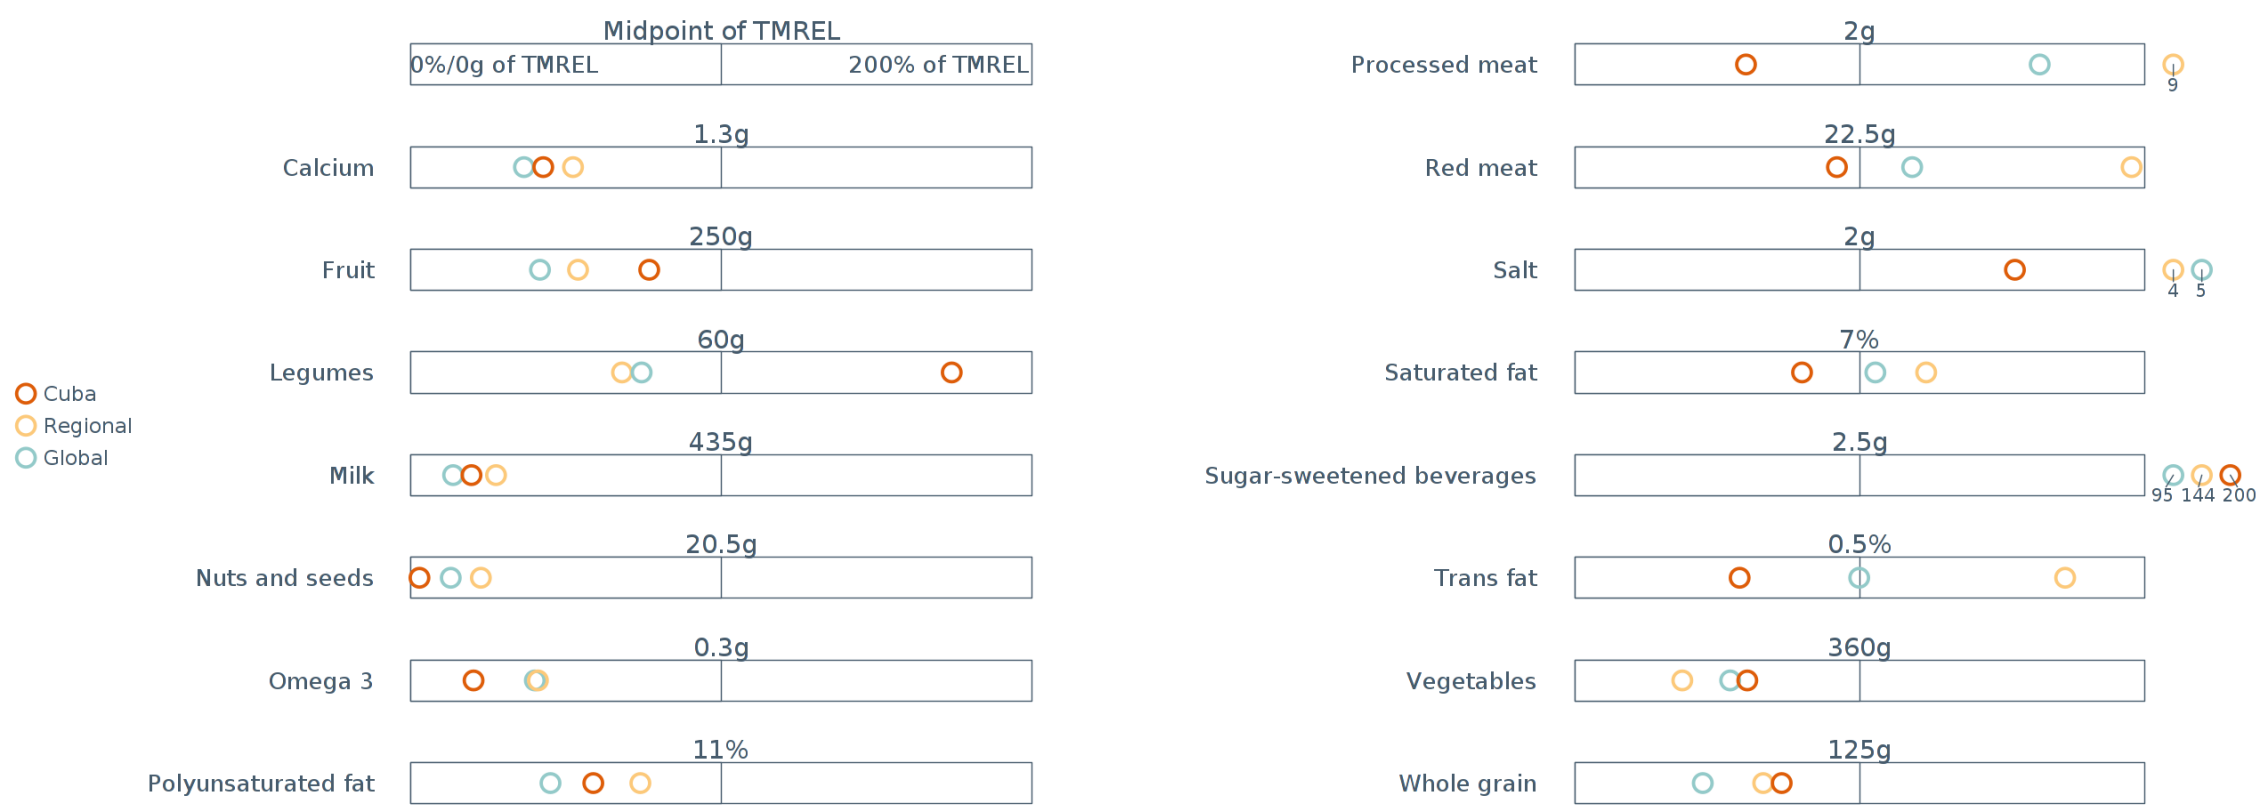 Midpoint of TMREL
0%/0g of TMREL
200% of TMREL
1.3g
Calcium
250g
Fruit
60g
Legumes
435g
Milk
20.5g
Nuts and seeds
0.3g
Omega 3
11%
Polyunsaturated fat
Cuba
Regional
Global
2g
Processed meat
9
22.5g
Red meat
2g
Salt
4 5
7%
Saturated fat
2.5g
Sugar-sweetened beverages
95 144 200
0.5%
Trans fat
360g
Vegetables
125g
Whole grain